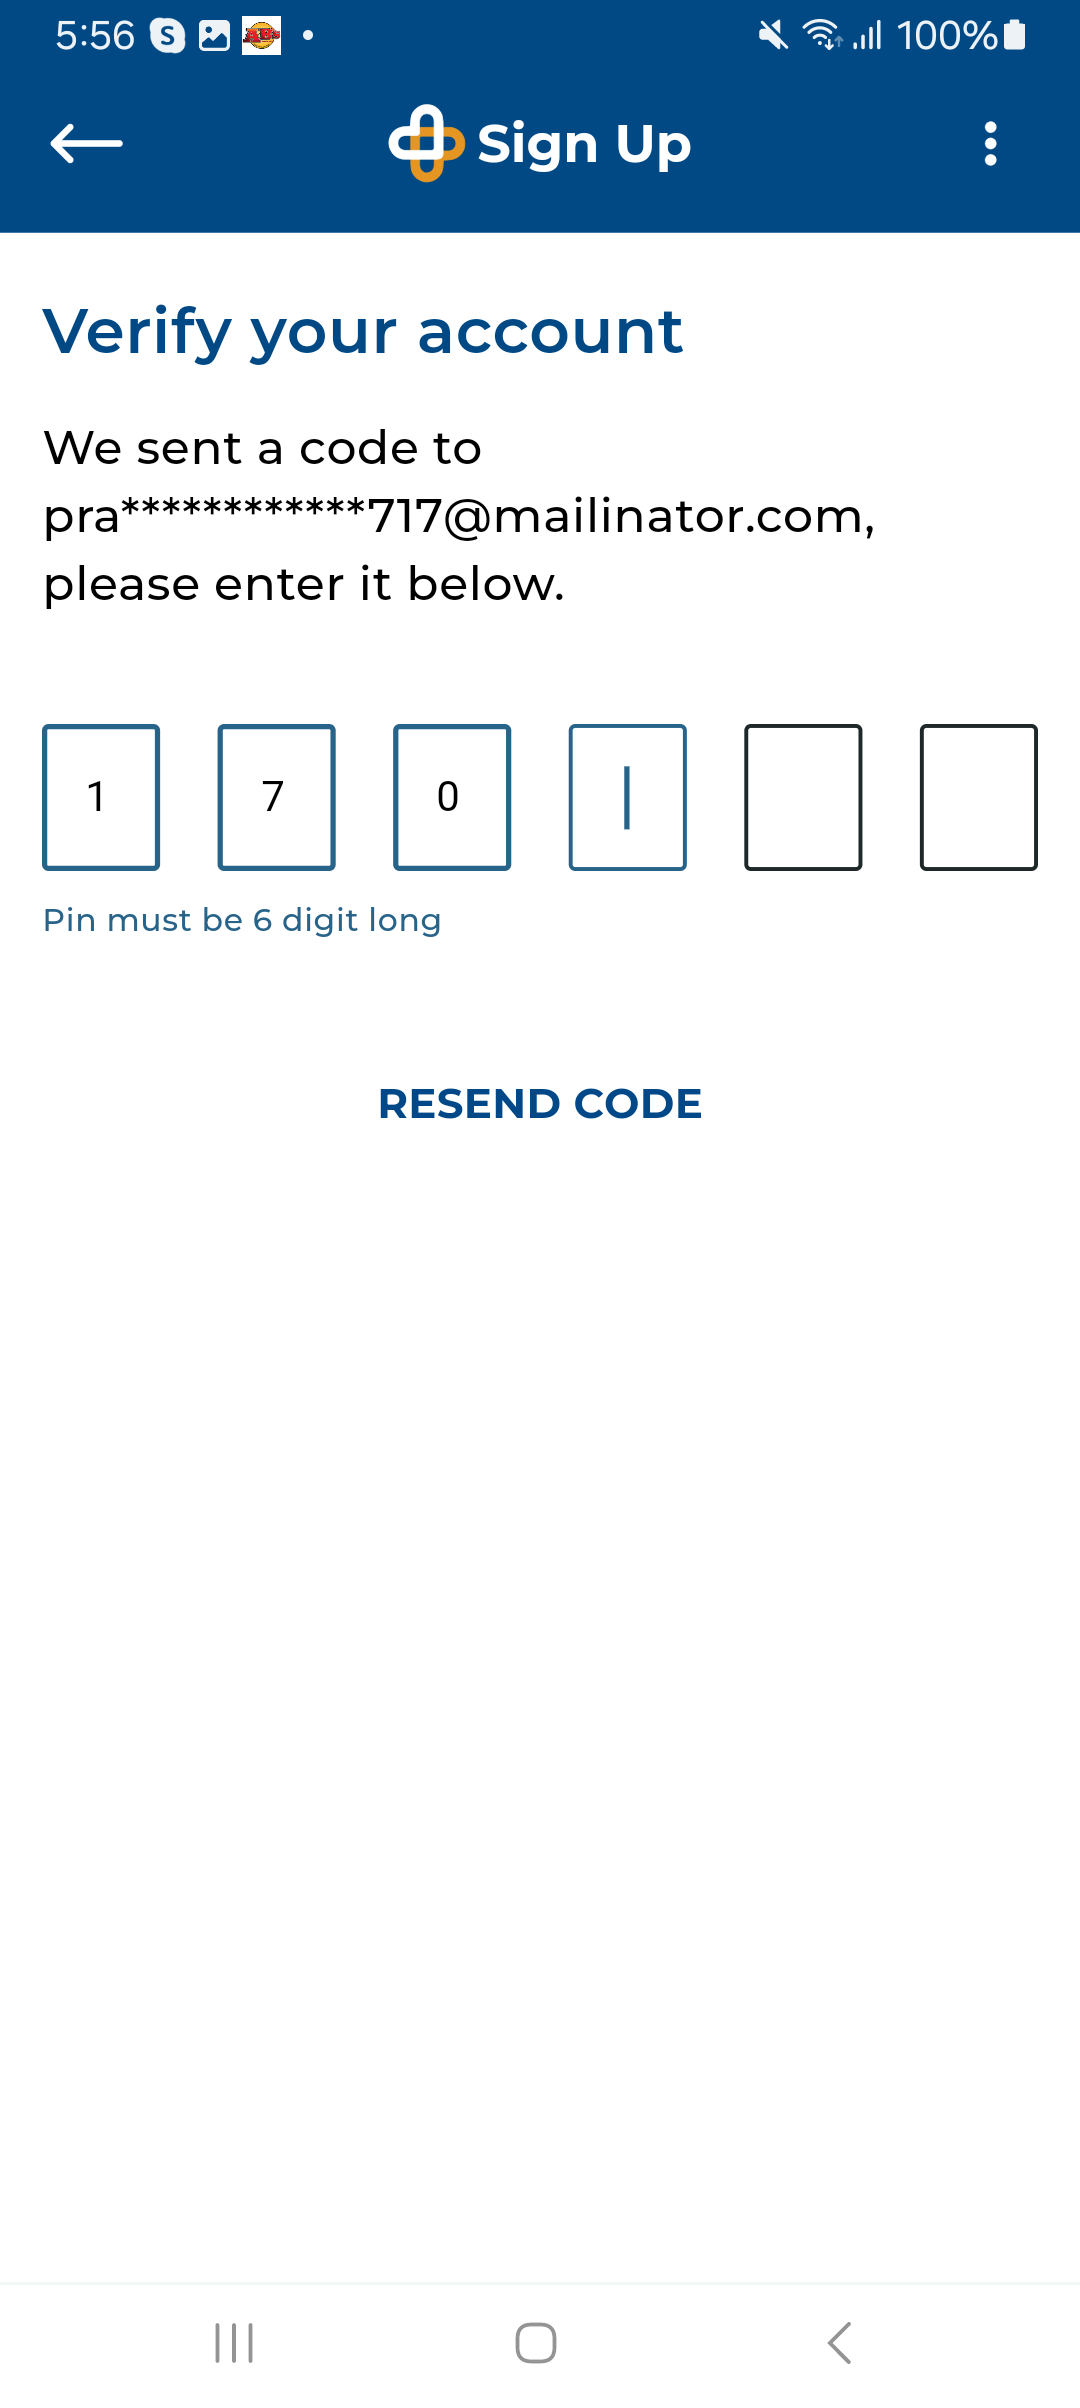 5:56 S AB's 100%
Sign Up
Verify your account
We sent a code to
pra************717@mailinator.com,
please enter it below.
1 7 0
Pin must be 6 digit long
RESEND CODE